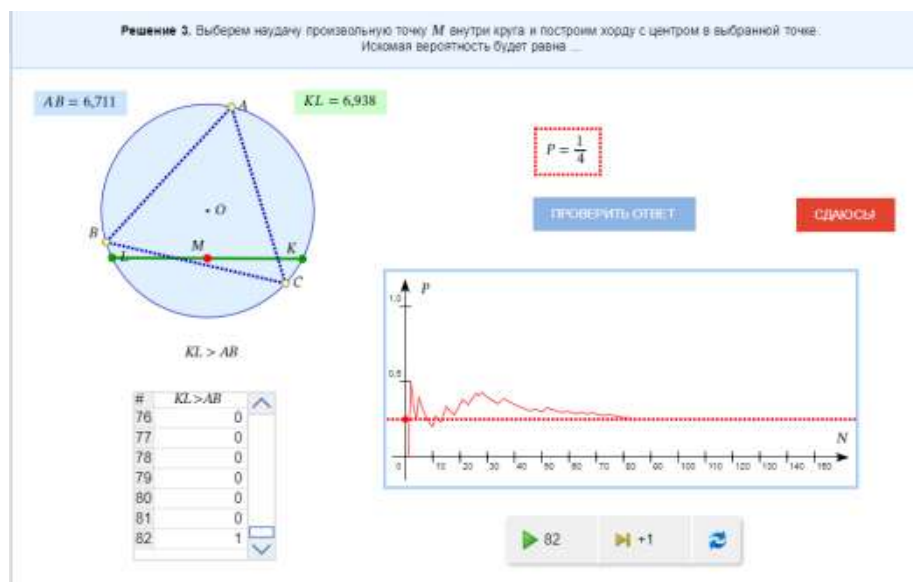 Решение 3. Выберем наудачу произвольную точку M внутри круга и построим хорду с центром в выбранной точке.
Искомая вероятность будет равна ...
AB = 6,711
KL = 6,938
A
P = 1/4
O
ПРОВЕРИТЬ ОТВЕТ
СДАЮСЬ!
B
M
K
L
C
p
1,0
KL > AB
0,5
# KL>AB
76 0
77 0
78 0
79 0
80 0
81 0
82 1
N
0 10 20 30 40 50 60 70 80 90 100 110 120 130 140 150
82
+1